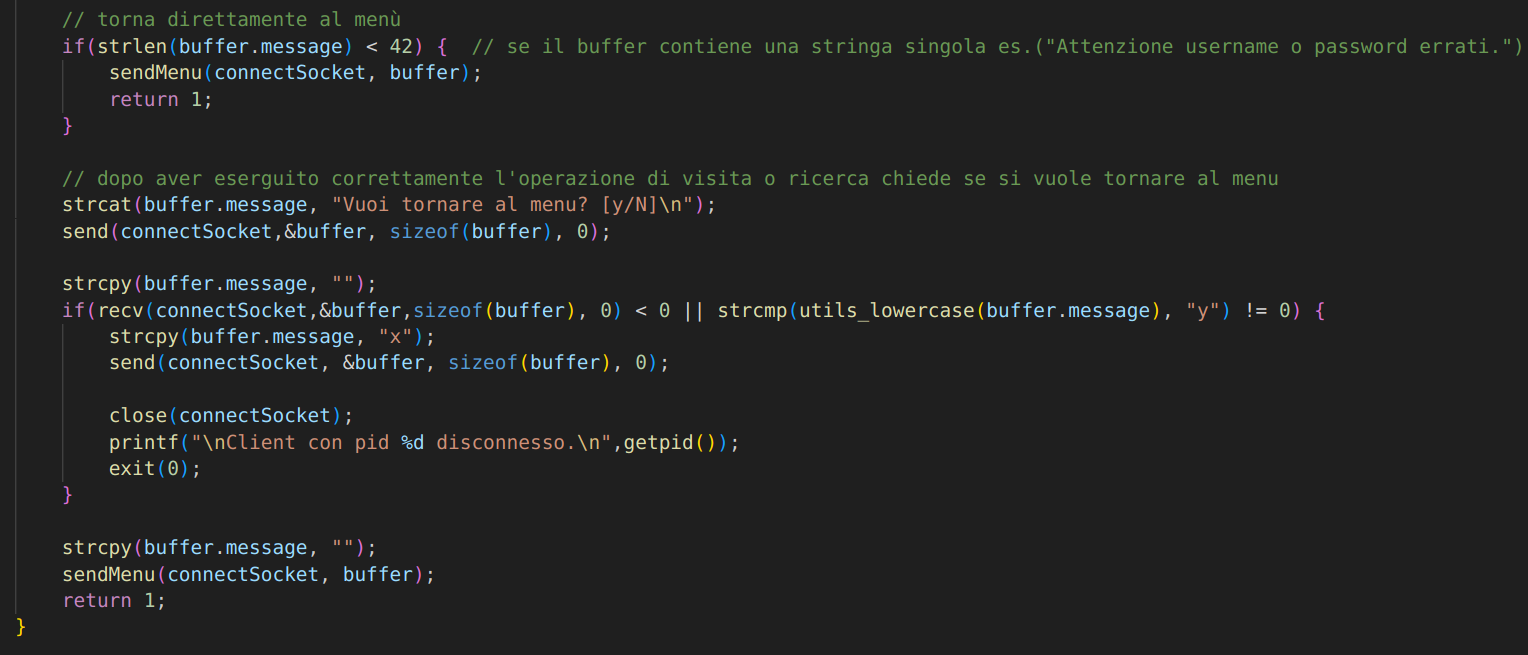 // torna direttamente al menù
if(strlen(buffer.message) < 42) {  // se il buffer contiene una stringa singola es.("Attenzione username o password errati.")
    sendMenu(connectSocket, buffer);
    return 1;
}

// dopo aver eserguito correttamente l'operazione di visita o ricerca chiede se si vuole tornare al menu
strcat(buffer.message, "Vuoi tornare al menu? [y/N]\n");
send(connectSocket,&buffer, sizeof(buffer), 0);

strcpy(buffer.message, "");
if(recv(connectSocket,&buffer,sizeof(buffer), 0) < 0 || strcmp(utils_lowercase(buffer.message), "y") != 0) {
    strcpy(buffer.message, "x");
    send(connectSocket, &buffer, sizeof(buffer), 0);

    close(connectSocket);
    printf("\nClient con pid %d disconnesso.\n",getpid());
    exit(0);
}

strcpy(buffer.message, "");
sendMenu(connectSocket, buffer);
return 1;
}